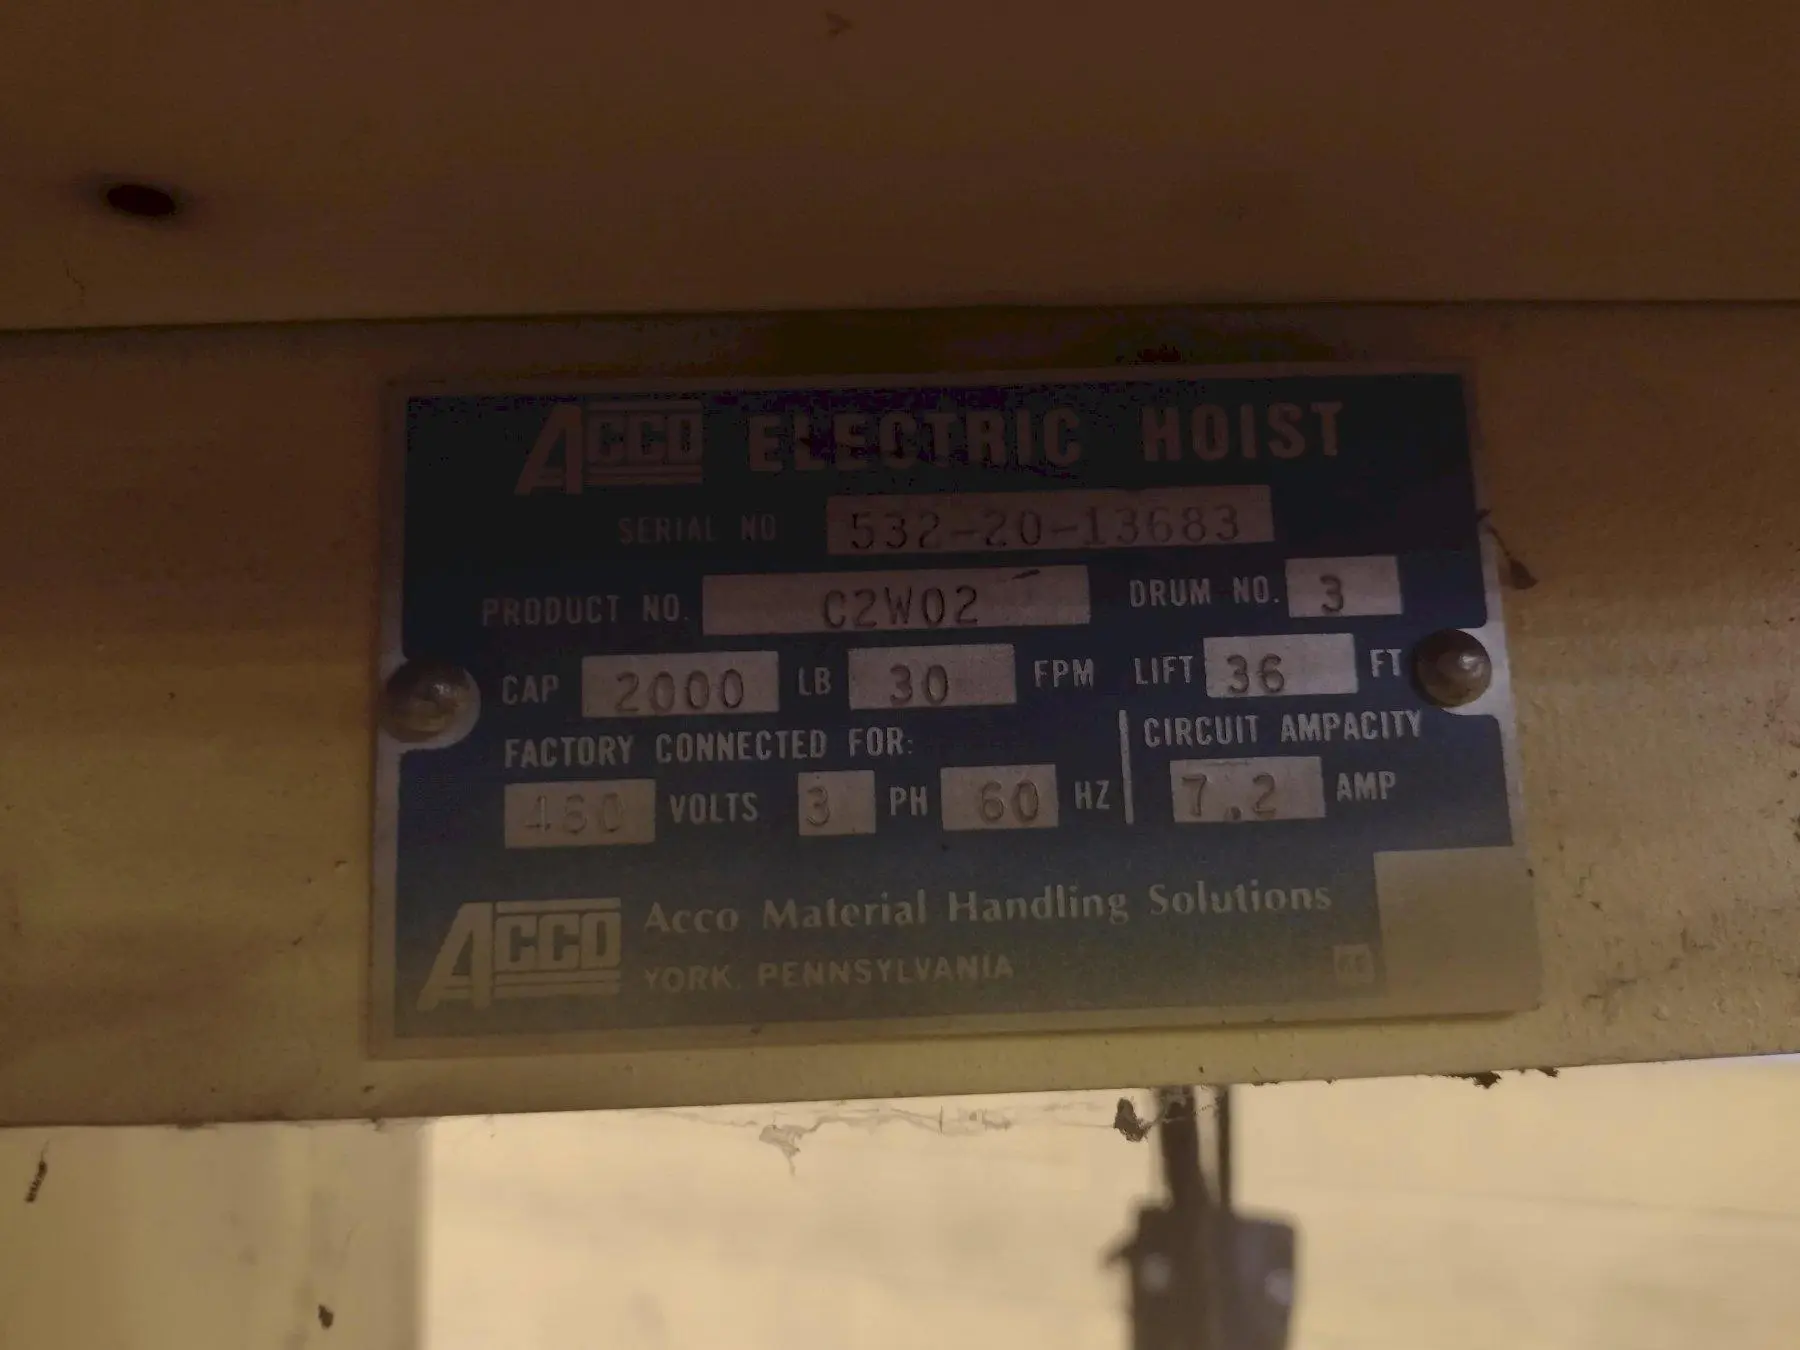 ACCO ELECTRIC HOIST
SERIAL NO 532-20-13683
PRODUCT NO. C2W02 DRUM NO. 3
CAP 2000 LB 30 FPM LIFT 36 FT
FACTORY CONNECTED FOR: CIRCUIT AMPACITY
460 VOLTS 3 PH 60 HZ 7.2 AMP
ACCO Acco Material Handling Solutions
YORK, PENNSYLVANIA